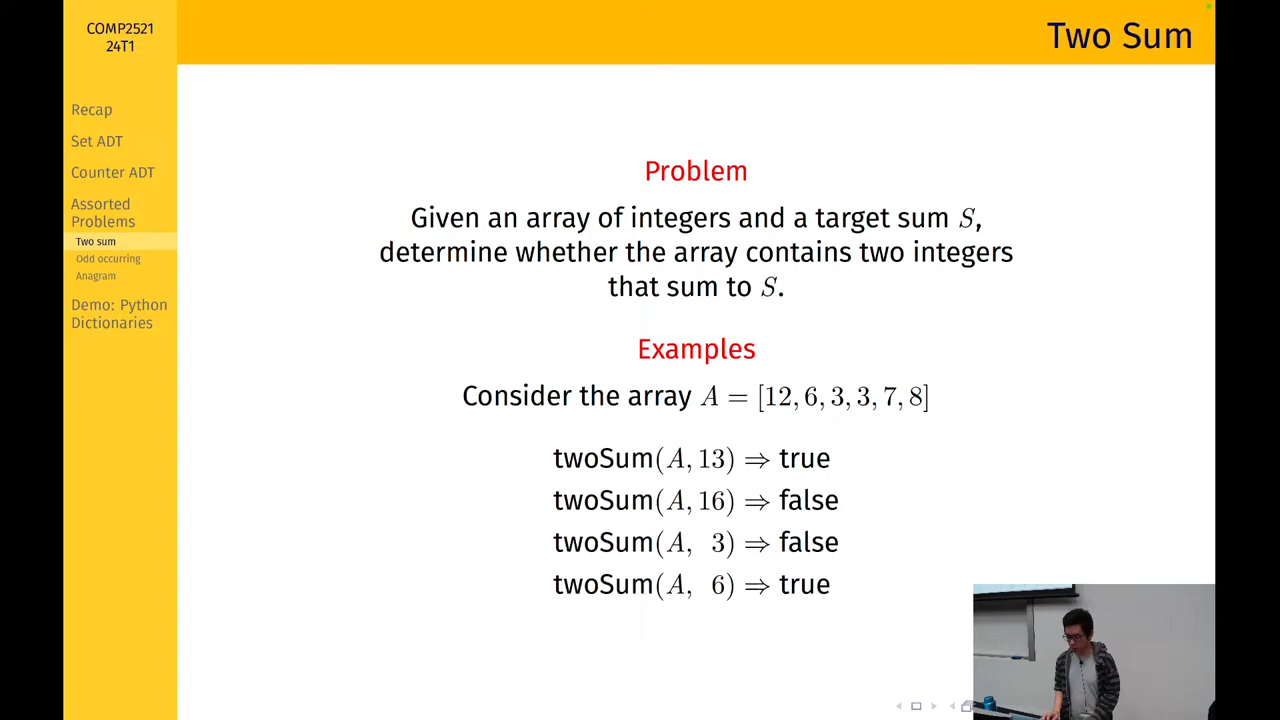 COMP2521
24T1
Two Sum
Recap
Set ADT
Counter ADT
Assorted
Problems
Two sum
Odd occurring
Anagram
Demo: Python
Dictionaries
Problem
Given an array of integers and a target sum S,
determine whether the array contains two integers
that sum to S.
Examples
Consider the array A = [12, 6, 3, 3, 7, 8]
twoSum(A, 13) ⇒ true
twoSum(A, 16) ⇒ false
twoSum(A, 3) ⇒ false
twoSum(A, 6) ⇒ true